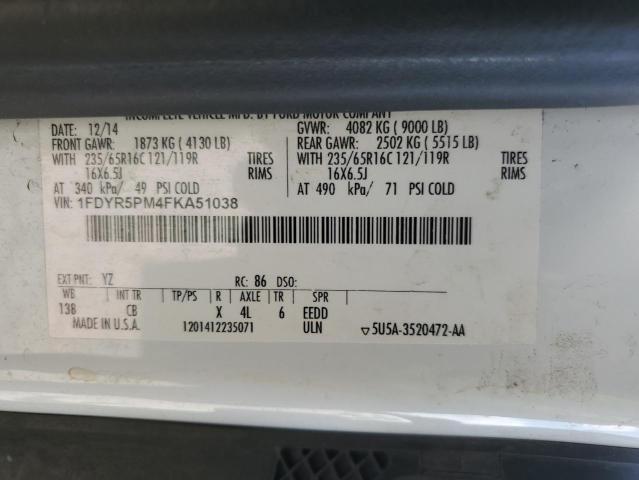 INCOMPLETE VEHICLE MFD. BY FORD MOTOR COMPANY
DATE: 12/14 GVWR: 4082 KG ( 9000 LB)
FRONT GAWR: 1873 KG ( 4130 LB) REAR GAWR: 2502 KG ( 5515 LB)
WITH 235/65R16C 121/119R TIRES WITH 235/65R16C 121/119R TIRES
16X6.5J RIMS 16X6.5J RIMS
AT 340 kPa/ 49 PSI COLD AT 490 kPa/ 71 PSI COLD
VIN: 1FDYR5PM4FKA51038
EXT PNT: YZ RC: 86 DSO:
WB INT TR TP/PS R AXLE TR SPR
138 CB X 4L 6 EEDD
MADE IN U.S.A. 1201412235071 ULN ▽5U5A-3520472-AA